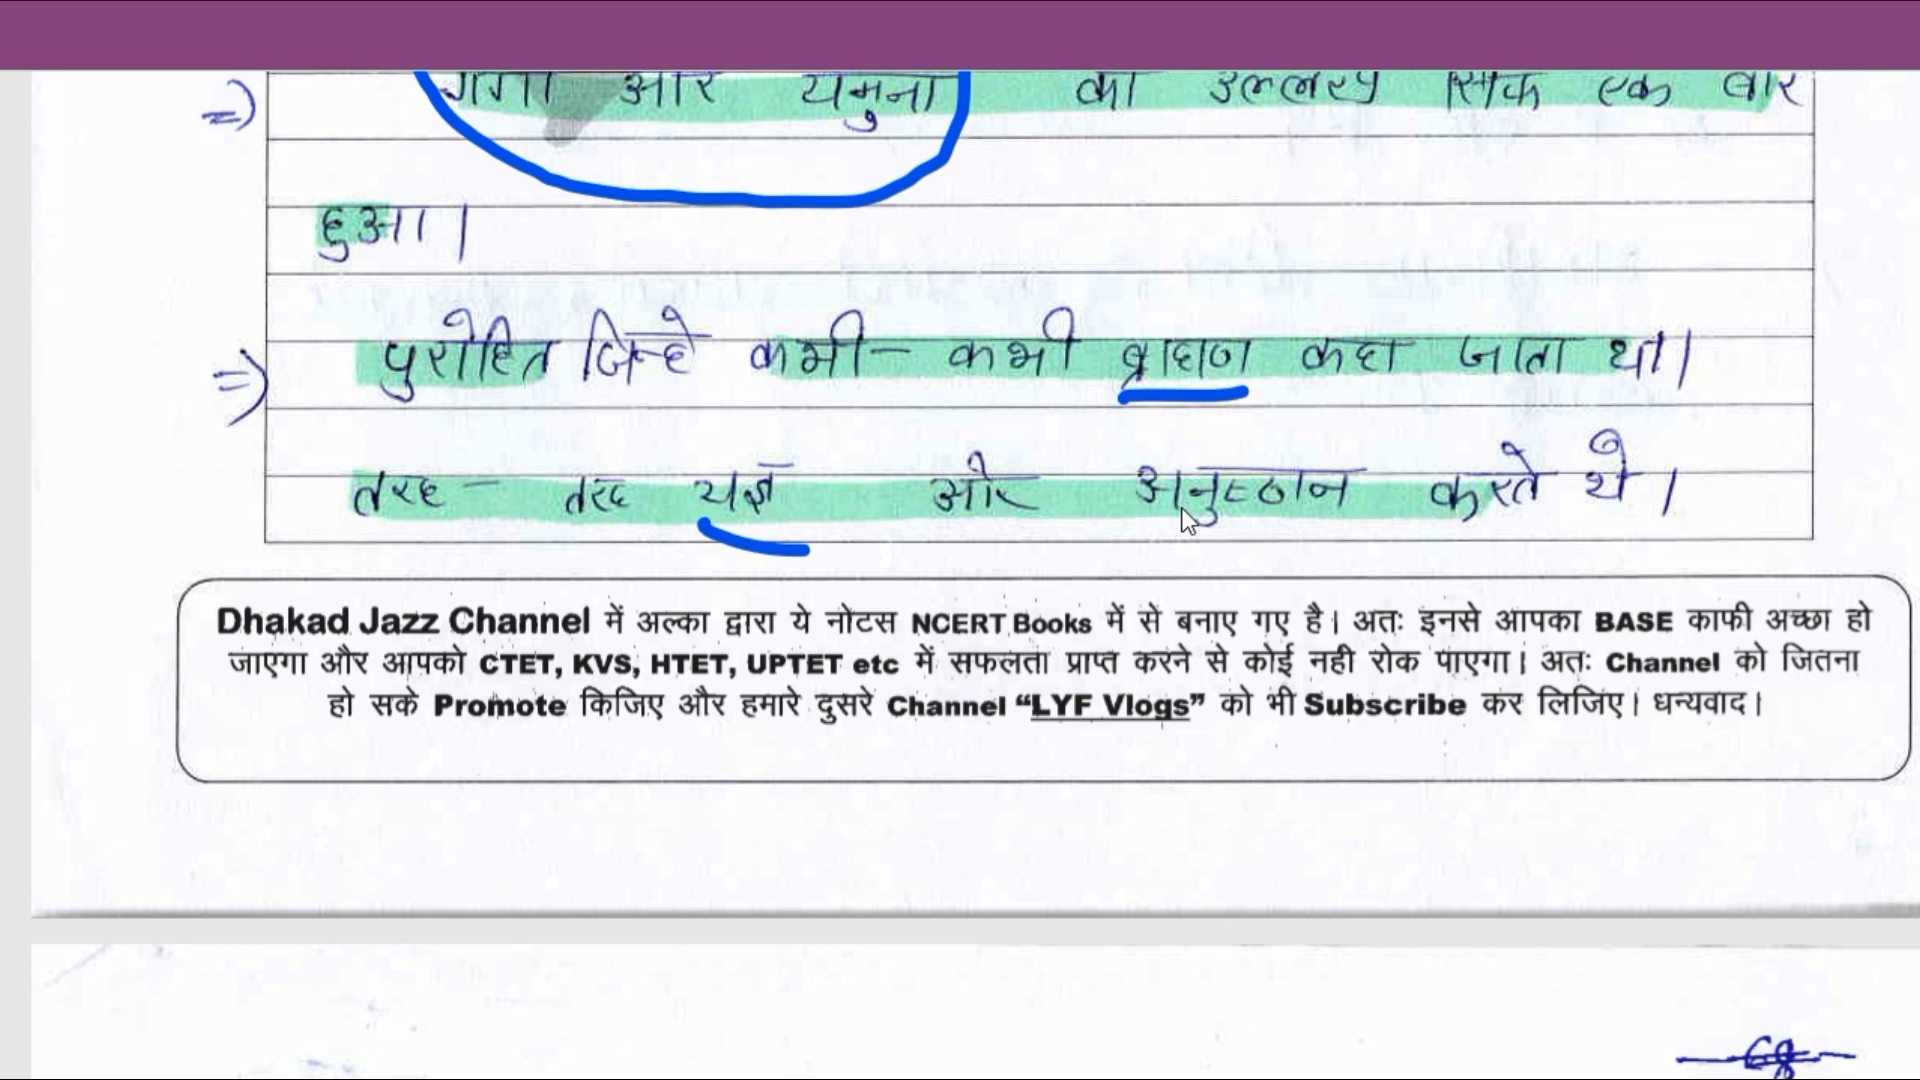 => गंगा और यमुना का उल्लेख सिर्फ एक बार
हुआ।
=> पुरोहित जिन्हे कभी - कभी ब्राह्मण कहा जाता था।
तरह - तरह यज्ञ और अनुष्ठान करते थे।
Dhakad Jazz Channel में अल्का द्वारा ये नोटस NCERT Books में से बनाए गए है। अतः इनसे आपका BASE काफी अच्छा हो
जाएगा और आपको CTET, KVS, HTET, UPTET etc में सफलता प्राप्त करने से कोई नही रोक पाएगा। अतः Channel को जितना
हो सके Promote किजिए और हमारे दुसरे Channel “LYF Vlogs” को भी Subscribe कर लिजिए। धन्यवाद।